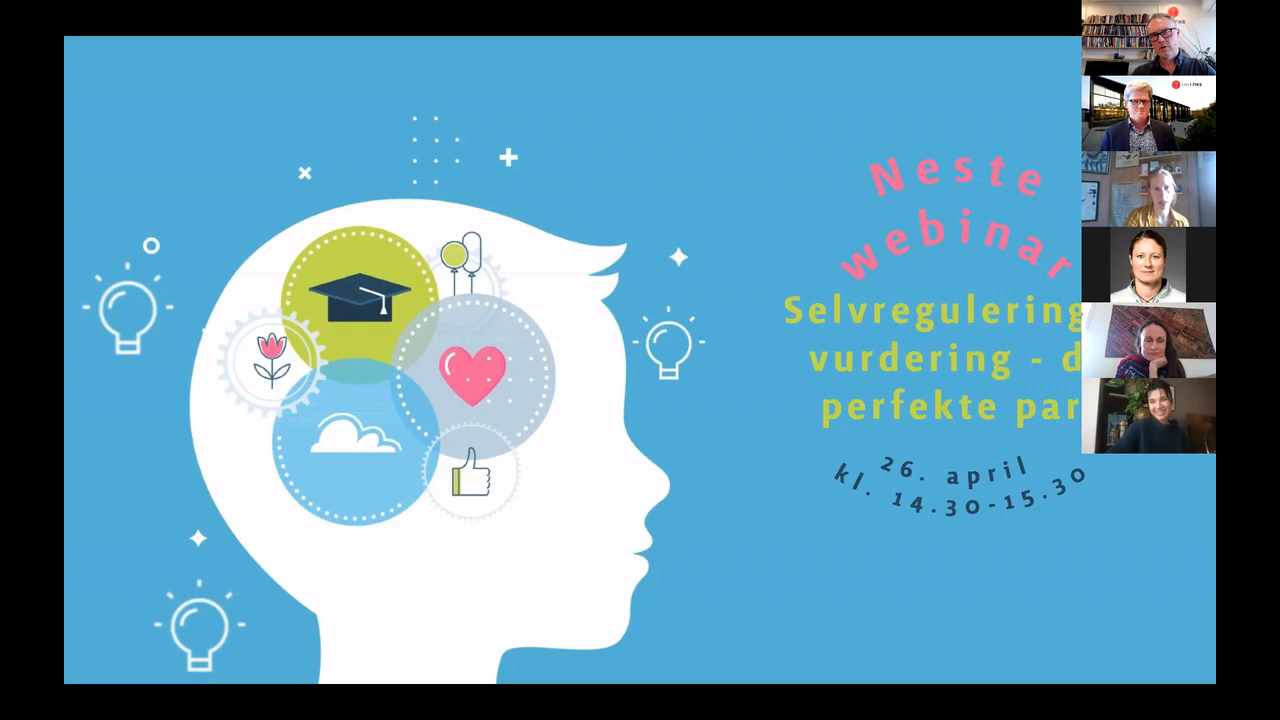 Neste
webinar
Selvregulering
vurdering - d
perfekte par
26. april
kl. 14.30-15.30